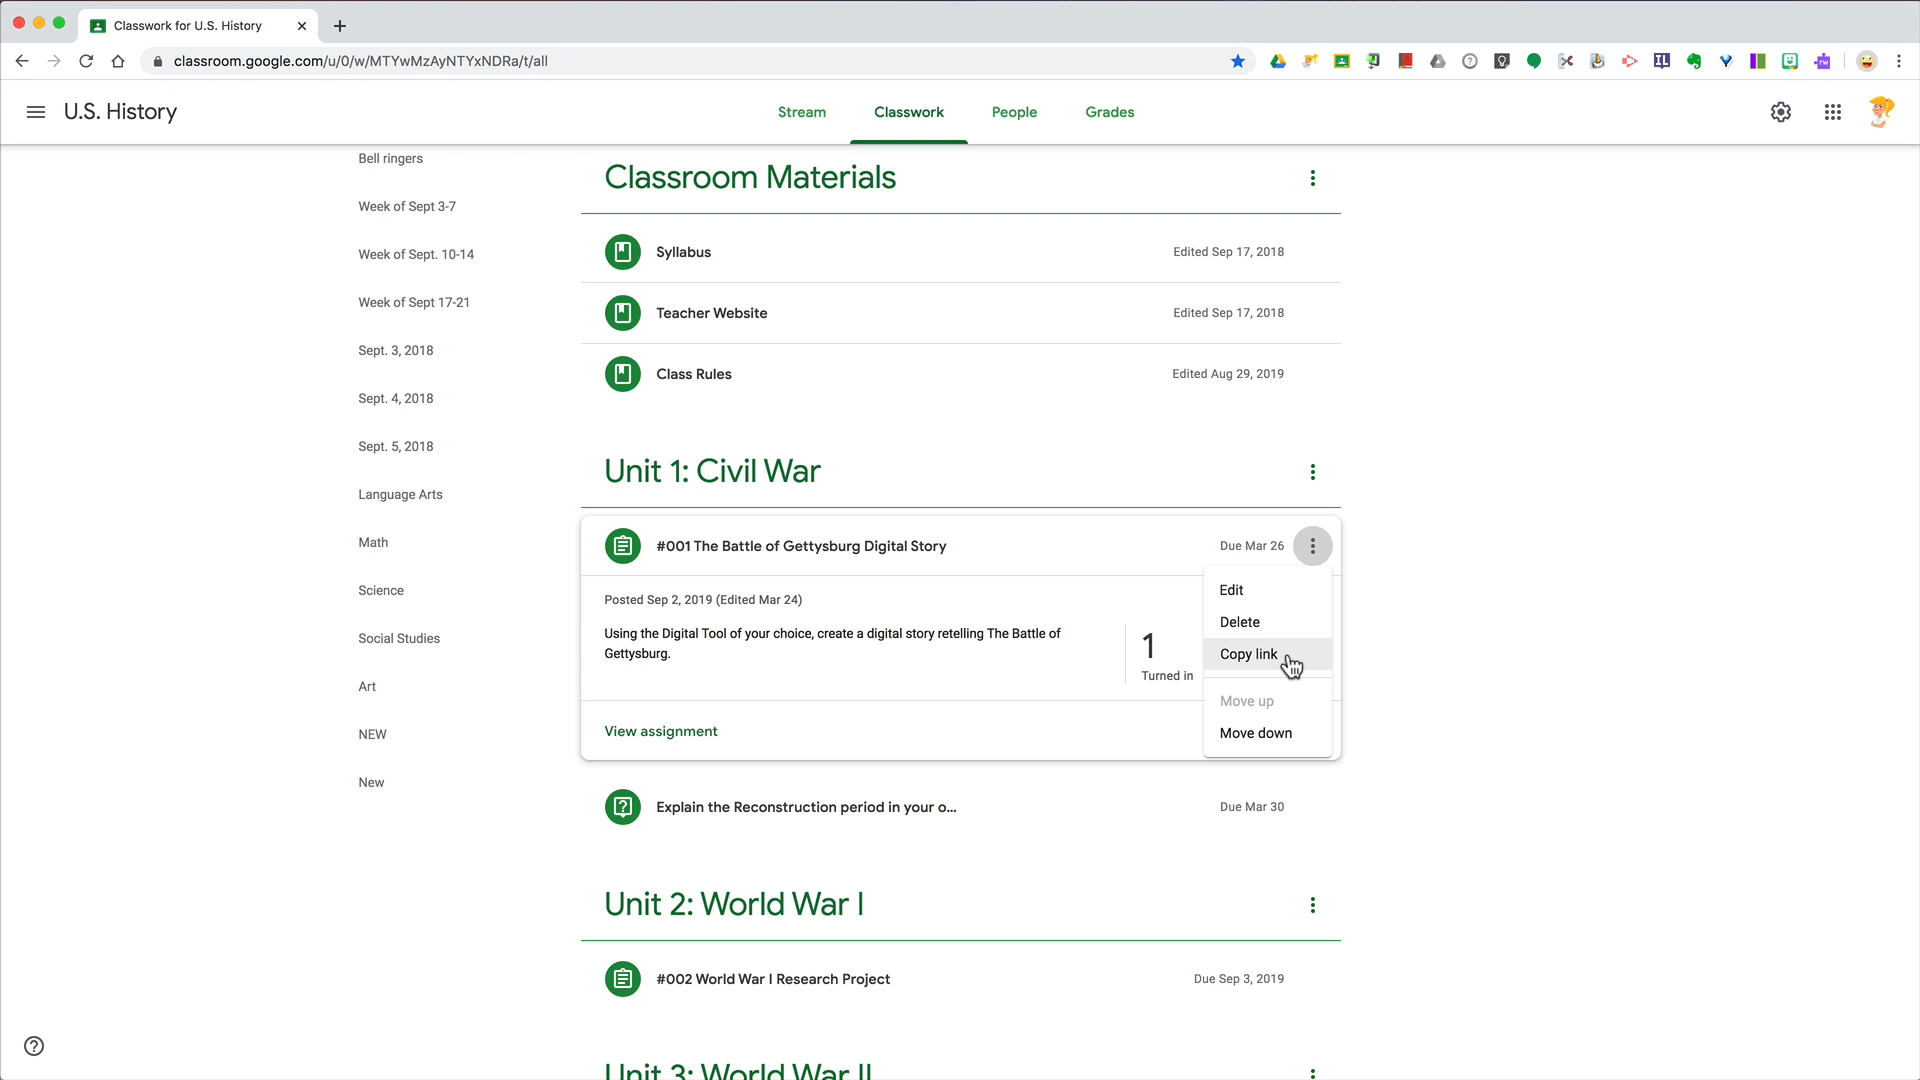 Classwork for U.S. History
classroom.google.com/u/0/w/MTYwMzAyNTYxNDRa/t/all
U.S. History
Stream
Classwork
People
Grades
Bell ringers
Week of Sept 3-7
Week of Sept. 10-14
Week of Sept 17-21
Sept. 3, 2018
Sept. 4, 2018
Sept. 5, 2018
Language Arts
Math
Science
Social Studies
Art
NEW
New
Classroom Materials
Syllabus
Edited Sep 17, 2018
Teacher Website
Edited Sep 17, 2018
Class Rules
Edited Aug 29, 2019
Unit 1: Civil War
#001 The Battle of Gettysburg Digital Story
Due Mar 26
Posted Sep 2, 2019 (Edited Mar 24)
Using the Digital Tool of your choice, create a digital story retelling The Battle of
Gettysburg.
1
Turned in
Edit
Delete
Copy link
Move up
Move down
View assignment
Explain the Reconstruction period in your o...
Due Mar 30
Unit 2: World War I
#002 World War I Research Project
Due Sep 3, 2019
Unit 3: World War II